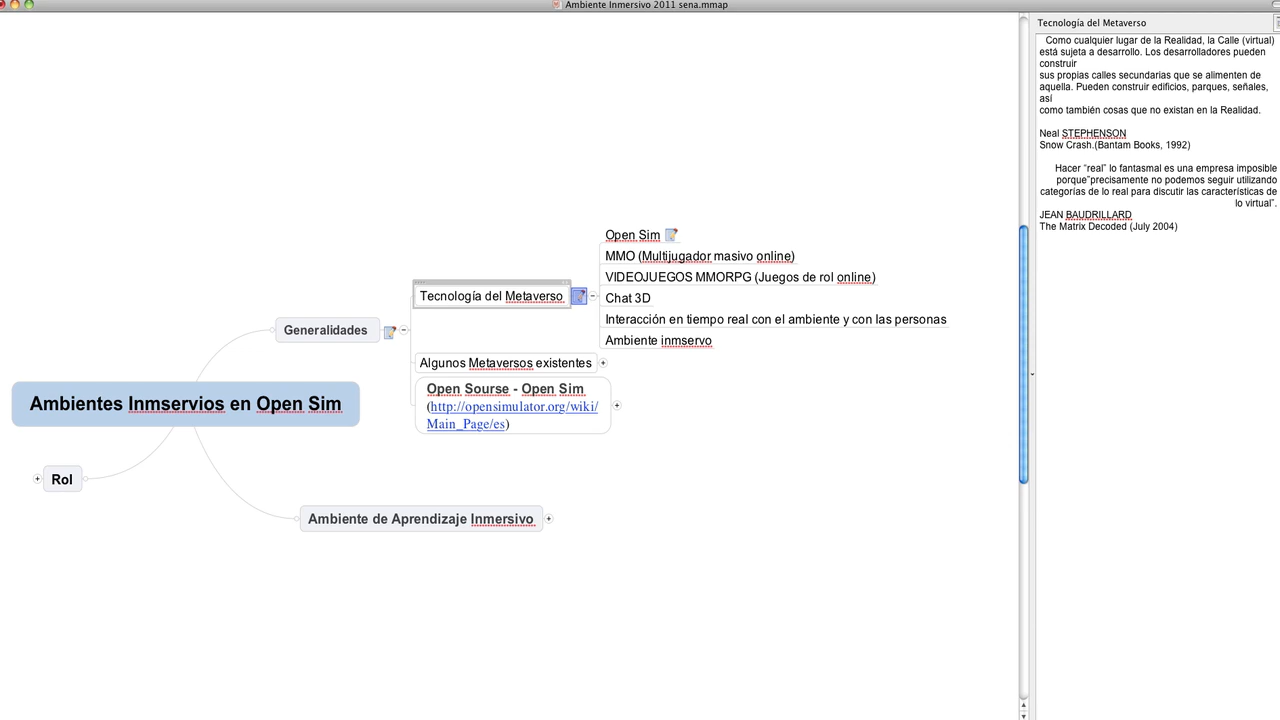 Ambiente Inmersivo 2011 sena.mmap
Open Sim
MMO (Multijugador masivo online)
VIDEOJUEGOS MMORPG (Juegos de rol online)
Tecnología del Metaverso
Chat 3D
Interacción en tiempo real con el ambiente y con las personas
Ambiente inmservo
Generalidades
Algunos Metaversos existentes
Open Sourse - Open Sim
(http://opensimulator.org/wiki/
Main_Page/es)
Ambientes Inmservios en Open Sim
Rol
Ambiente de Aprendizaje Inmersivo
Tecnología del Metaverso
Como cualquier lugar de la Realidad, la Calle (virtual)
está sujeta a desarrollo. Los desarrolladores pueden
construir
sus propias calles secundarias que se alimenten de
aquella. Pueden construir edificios, parques, señales,
así
como también cosas que no existan en la Realidad.
Neal STEPHENSON
Snow Crash.(Bantam Books, 1992)
Hacer “real” lo fantasmal es una empresa imposible
porque”precisamente no podemos seguir utilizando
categorías de lo real para discutir las características de
lo virtual”.
JEAN BAUDRILLARD
The Matrix Decoded (July 2004)